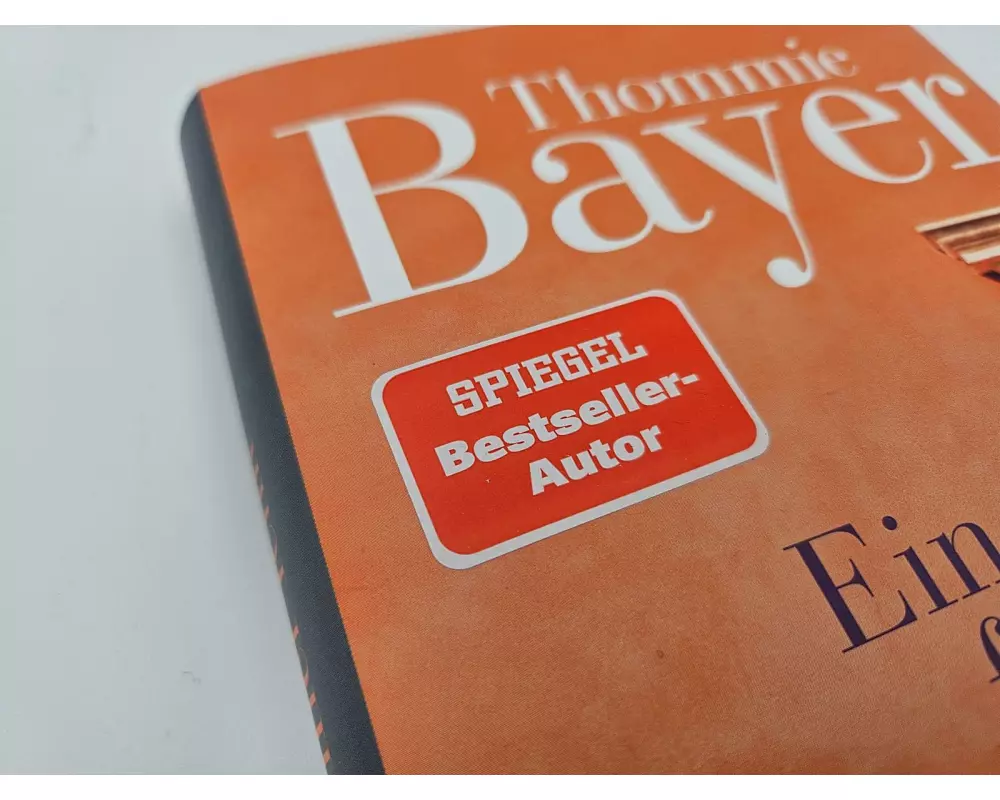 Thommie
Bayer
SPIEGEL
Bestseller-
Autor
Ein